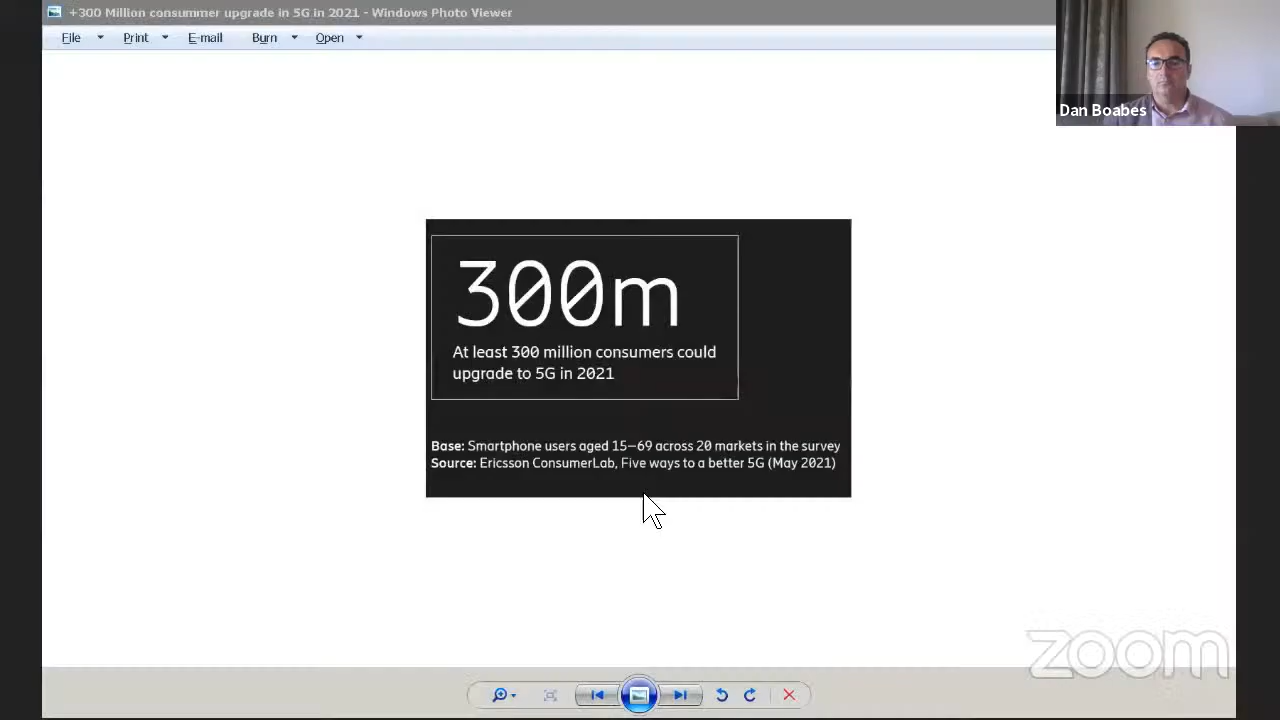 +300 Million consummer upgrade in 5G in 2021 - Windows Photo Viewer
File Print E-mail Burn Open
Dan Boabes
300m
At least 300 million consumers could
upgrade to 5G in 2021
Base: Smartphone users aged 15–69 across 20 markets in the survey
Source: Ericsson ConsumerLab, Five ways to a better 5G (May 2021)
zoom